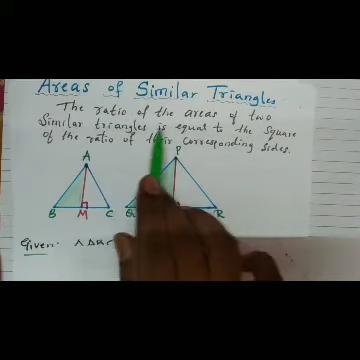 Areas of Similar Triangles
The ratio of the areas of two
Similar triangles is equal to the Square
of the ratio of their corresponding sides.
A P
B M C Q R
Given: